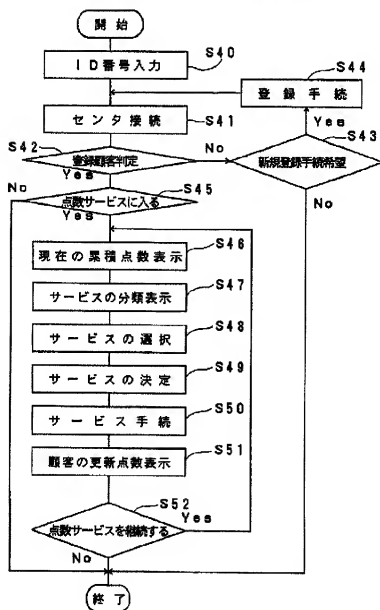 開始
S40
ID番号入力
S44
登録手続
センタ接続
S41
Yes
S43
S42
登録顧客判定
No
新規登録手続希望
Yes
S45
No
点数サービスに入る
No
Yes
S46
現在の累積点数表示
S47
サービスの分類表示
S48
サービスの選択
S49
サービスの決定
S50
サービス手続
S51
顧客の更新点数表示
S52
Yes
点数サービスを継続する
No
終了